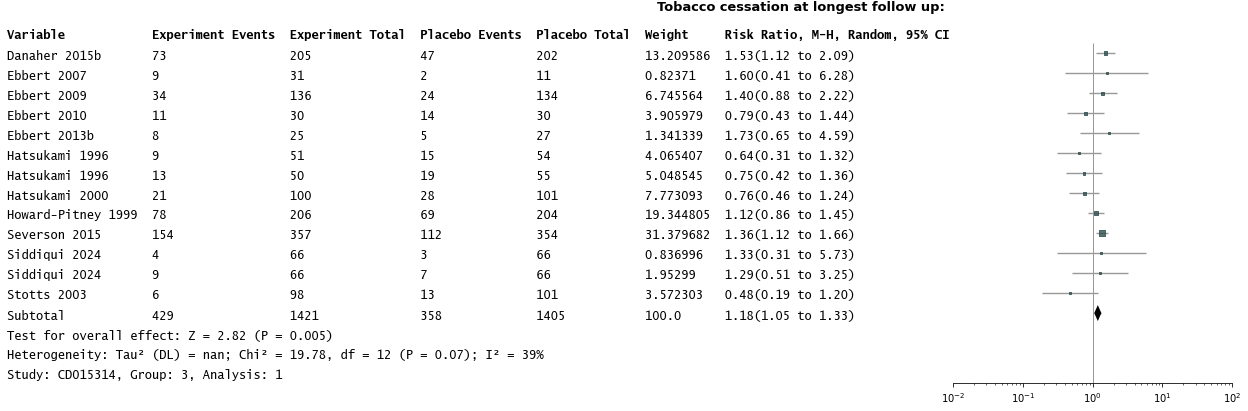 Tobacco cessation at longest follow up:
Variable Experiment Events Experiment Total Placebo Events Placebo Total Weight Risk Ratio, M-H, Random, 95% CI
Danaher 2015b 73 205 47 202 13.209586 1.53(1.12 to 2.09)
Ebbert 2007 9 31 2 11 0.82371 1.60(0.41 to 6.28)
Ebbert 2009 34 136 24 134 6.745564 1.40(0.88 to 2.22)
Ebbert 2010 11 30 14 30 3.905979 0.79(0.43 to 1.44)
Ebbert 2013b 8 25 5 27 1.341339 1.73(0.65 to 4.59)
Hatsukami 1996 9 51 15 54 4.065407 0.64(0.31 to 1.32)
Hatsukami 1996 13 50 19 55 5.048545 0.75(0.42 to 1.36)
Hatsukami 2000 21 100 28 101 7.773093 0.76(0.46 to 1.24)
Howard-Pitney 1999 78 206 69 204 19.344805 1.12(0.86 to 1.45)
Severson 2015 154 357 112 354 31.379682 1.36(1.12 to 1.66)
Siddiqui 2024 4 66 3 66 0.836996 1.33(0.31 to 5.73)
Siddiqui 2024 9 66 7 66 1.95299 1.29(0.51 to 3.25)
Stotts 2003 6 98 13 101 3.572303 0.48(0.19 to 1.20)
Subtotal 429 1421 358 1405 100.0 1.18(1.05 to 1.33)
Test for overall effect: Z = 2.82 (P = 0.005)
Heterogeneity: Tau² (DL) = nan; Chi² = 19.78, df = 12 (P = 0.07); I² = 39%
Study: CD015314, Group: 3, Analysis: 1
10⁻² 10⁻¹ 10⁰ 10¹ 10²